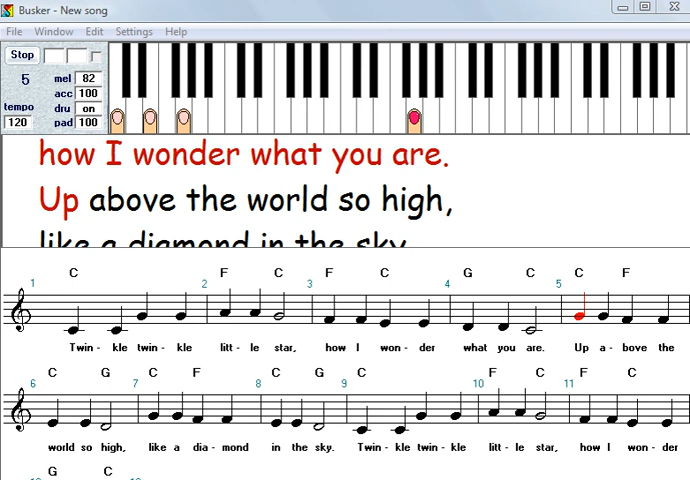 Busker - New song
File Window Edit Settings Help
Stop
5
mel 82
acc 100
tempo
dru on
120
pad 100
how I wonder what you are.
Up above the world so high,
like a diamond in the sky
1 C 2 F C 3 F C 4 G C 5 C F
Twin- kle twin- kle litt- le star, how I won- der what you are. Up a- bove the
6 C G 7 C F 8 C G 9 C 10 F C 11 F C
world so high, like a dia- mond in the sky. Twin- kle twin- kle litt- le star, how I won- der
G C